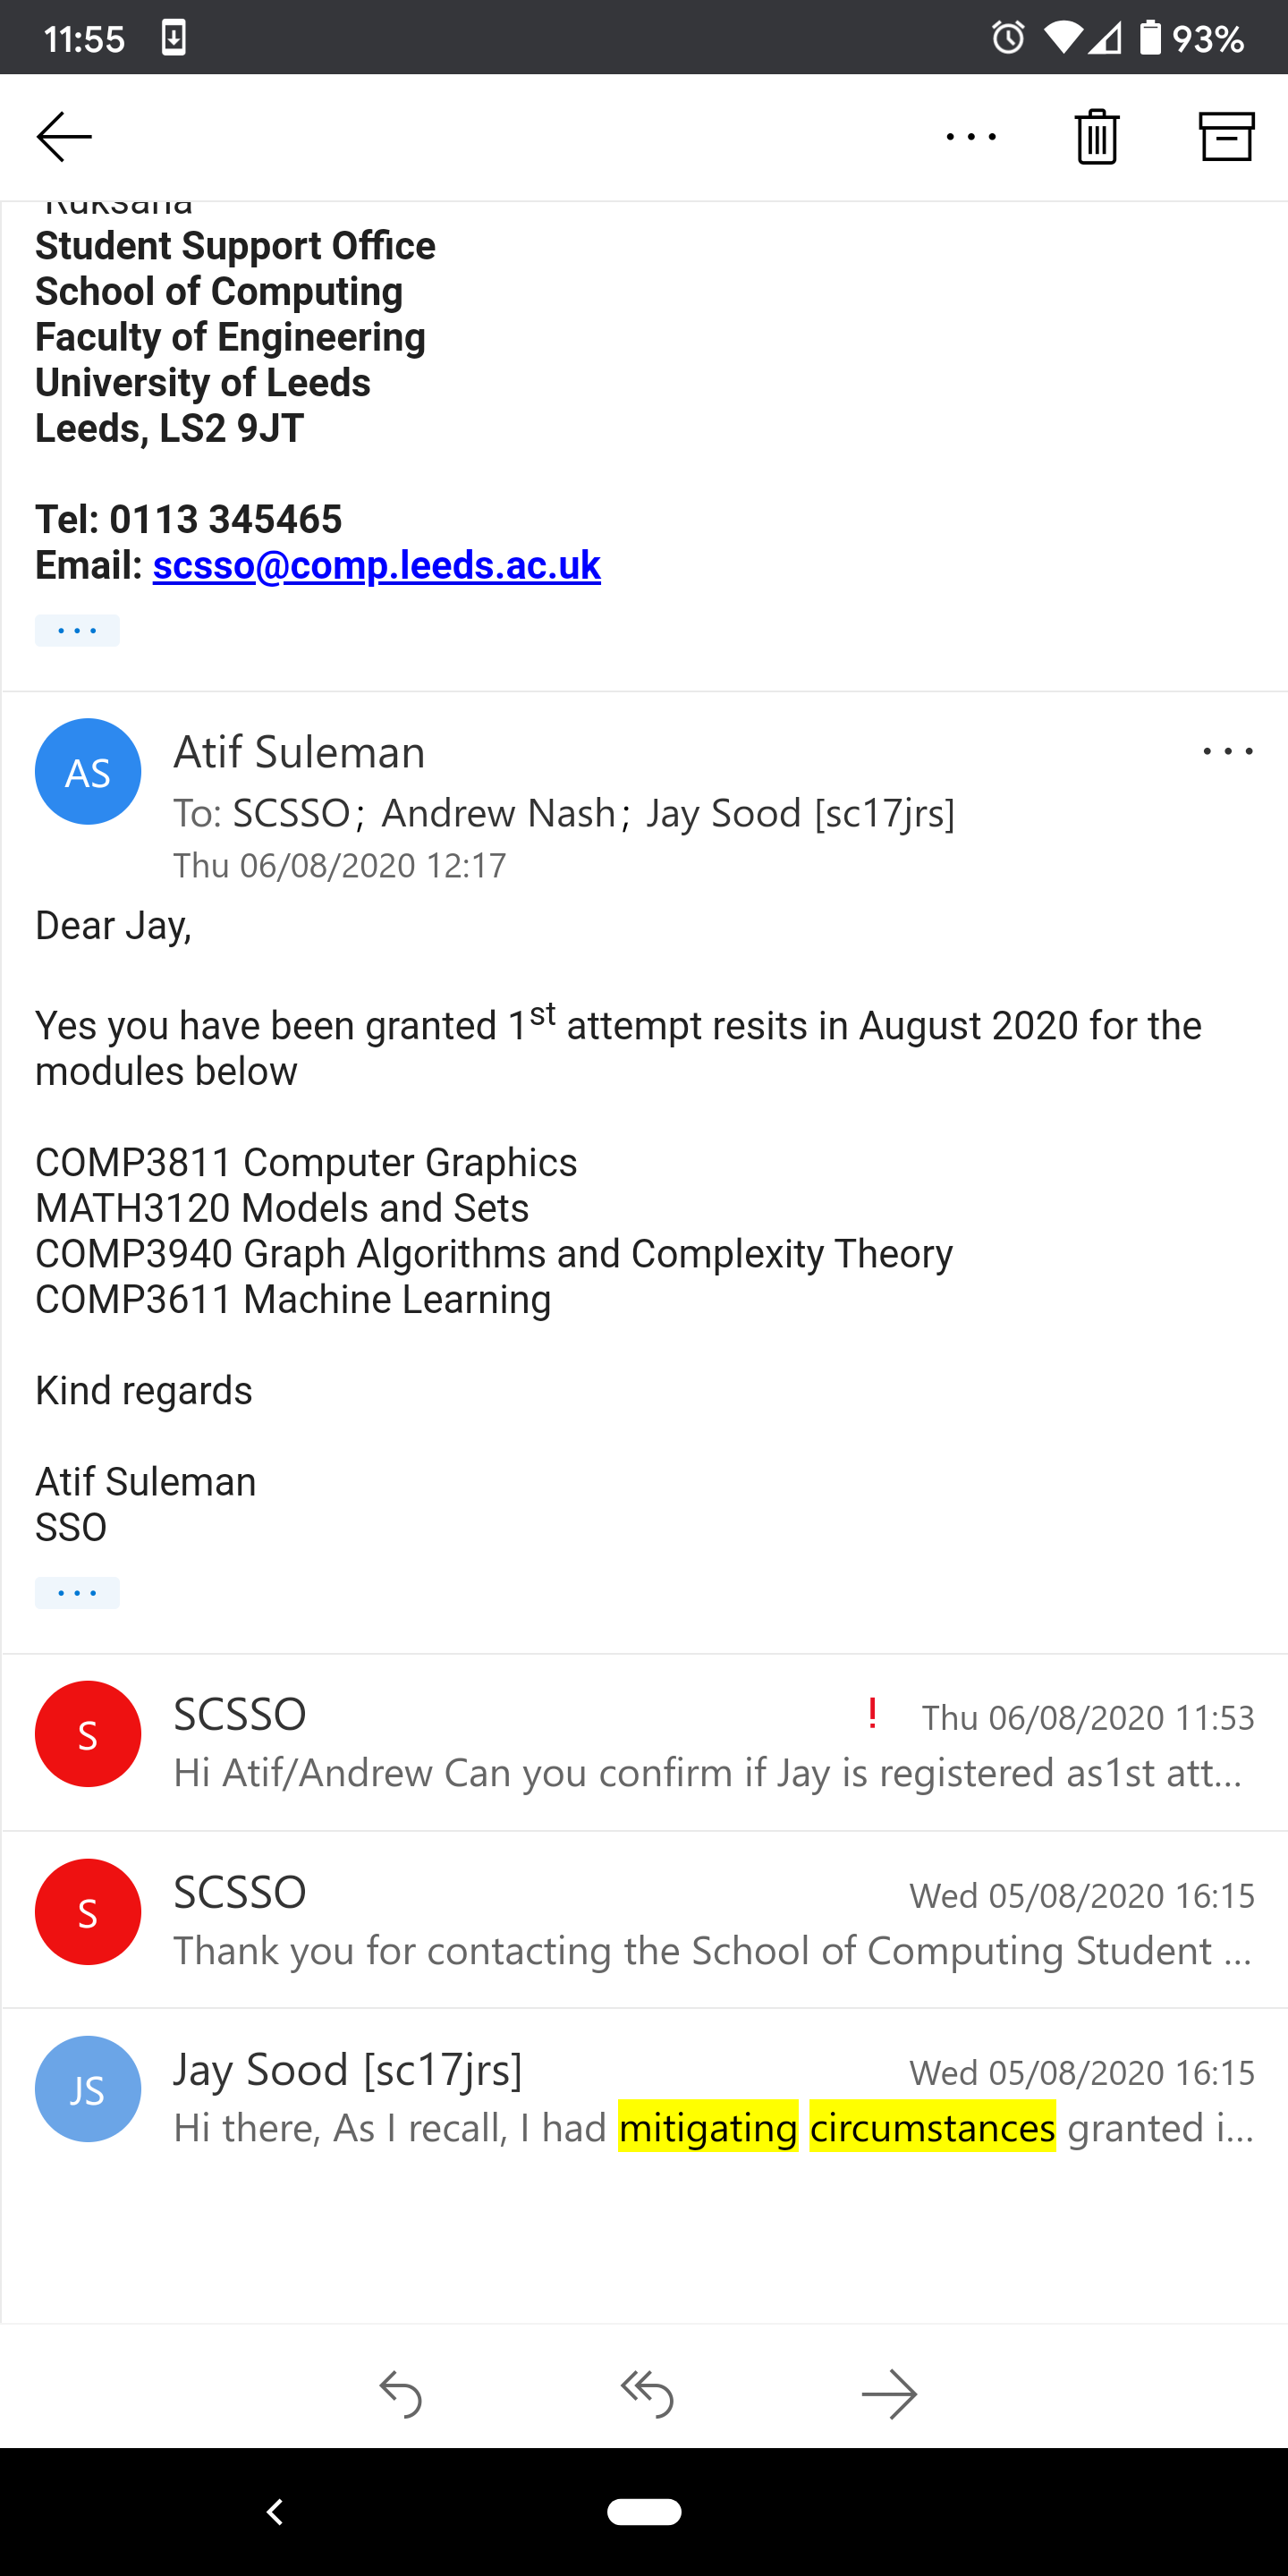 11:55 93%
Ruksana
Student Support Office
School of Computing
Faculty of Engineering
University of Leeds
Leeds, LS2 9JT
Tel: 0113 345465
Email: scsso@comp.leeds.ac.uk
...
AS
Atif Suleman
To: SCSSO; Andrew Nash; Jay Sood [sc17jrs]
Thu 06/08/2020 12:17
Dear Jay,
Yes you have been granted 1st attempt resits in August 2020 for the
modules below
COMP3811 Computer Graphics
MATH3120 Models and Sets
COMP3940 Graph Algorithms and Complexity Theory
COMP3611 Machine Learning
Kind regards
Atif Suleman
SSO
...
S
SCSSO ! Thu 06/08/2020 11:53
Hi Atif/Andrew Can you confirm if Jay is registered as1st att...
S
SCSSO Wed 05/08/2020 16:15
Thank you for contacting the School of Computing Student ...
JS
Jay Sood [sc17jrs] Wed 05/08/2020 16:15
Hi there, As I recall, I had mitigating circumstances granted i...